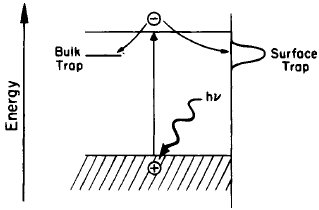 Energy
Bulk
Trap
Surface
Trap
hν
−
+